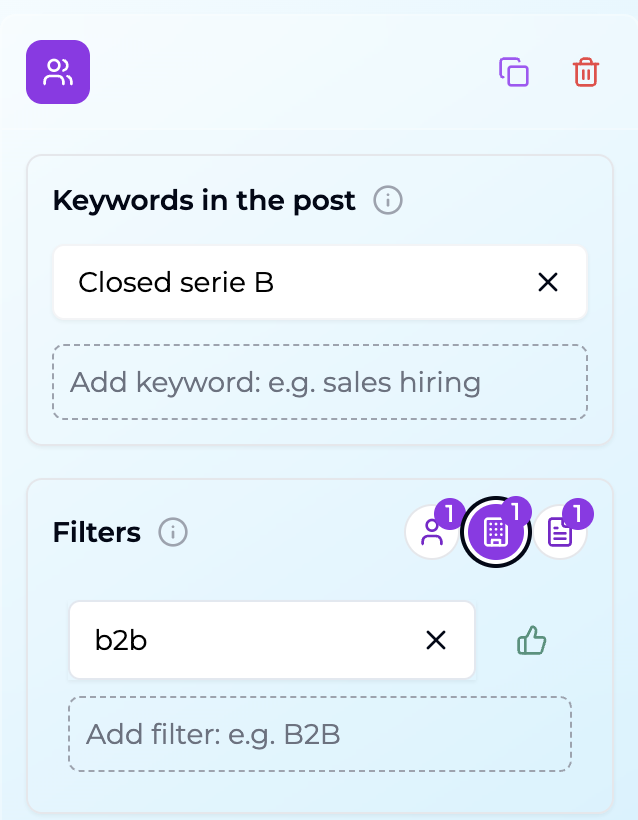 Keywords in the post
Closed serie B
Add keyword: e.g. sales hiring
Filters
1
1
1
b2b
Add filter: e.g. B2B